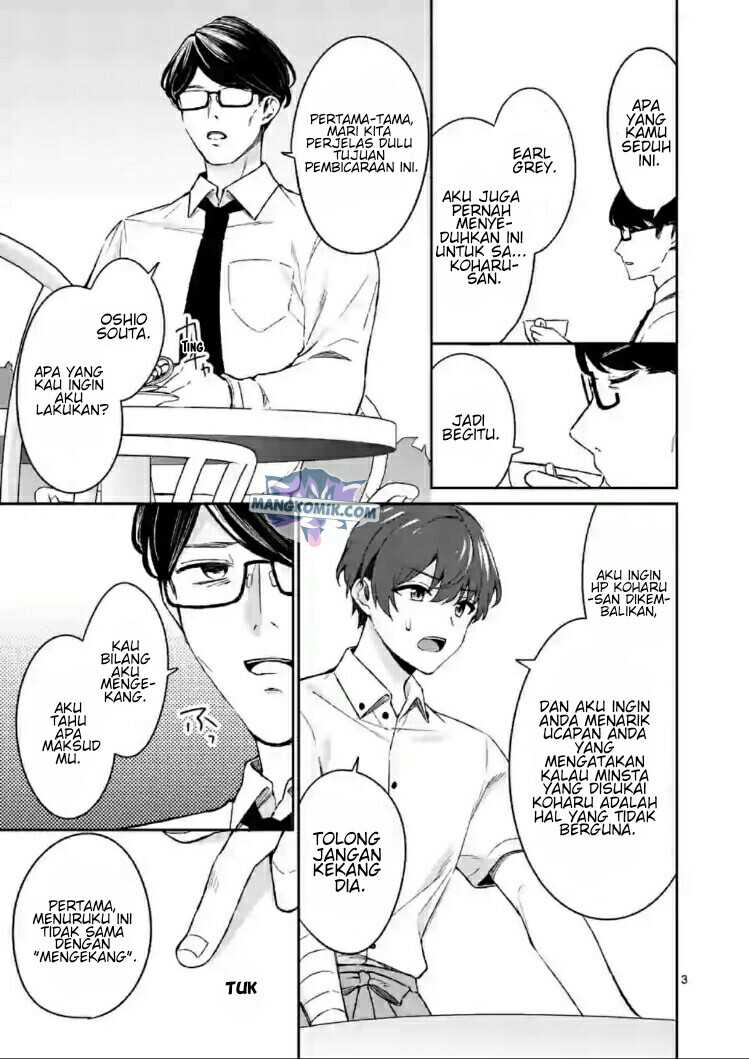 APA
YANG
KAMU
SEDUH
INI.
EARL
GREY.
AKU JUGA
PERNAH
MENYE-
DUHKAN INI
UNTUK SA...
KOHARU-
SAN.
JADI
BEGITU.
PERTAMA-TAMA,
MARI KITA
PERJELAS DULU
TUJUAN
PEMBICARAAN INI.
TING
OSHIO
SOUTA.
APA YANG
KAU INGIN
AKU
LAKUKAN?
MANGKOMIK.COM
AKU INGIN
HP KOHARU
-SAN DIKEM-
BALIKAN,
DAN AKU INGIN
ANDA MENARIK
UCAPAN ANDA
YANG
MENGATAKAN
KALAU MINSTA
YANG DISUKAI
KOHARU ADALAH
HAL YANG TIDAK
BERGUNA.
TOLONG
JANGAN
KEKANG
DIA.
KAU
BILANG
AKU
MENGE-
KANG.
AKU
TAHU
APA
MAKSUD
MU.
PERTAMA,
MENURUKU INI
TIDAK SAMA
DENGAN
"MENGEKANG".
TUK
3